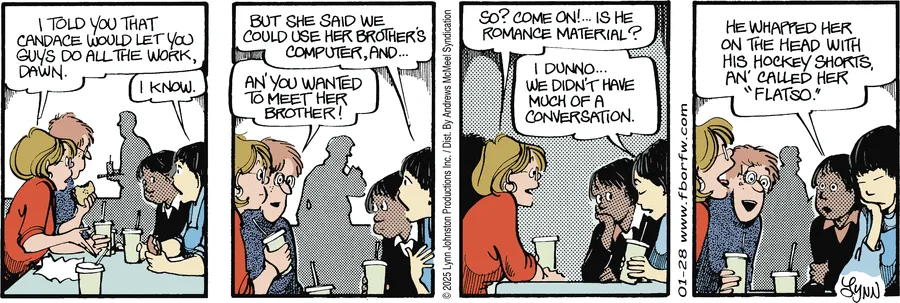 I TOLD YOU THAT
CANDACE WOULD LET YOU
GUYS DO ALL THE WORK,
DAWN.
I KNOW.
BUT SHE SAID WE
COULD USE HER BROTHER'S
COMPUTER, AND...
AN' YOU WANTED
TO MEET HER
BROTHER!
© 2025 Lynn Johnston Productions Inc. / Dist. By Andrews McMeel Syndication
SO? COME ON!... IS HE
ROMANCE MATERIAL?
I DUNNO...
WE DIDN'T HAVE
MUCH OF A
CONVERSATION.
01-28 www.fborfw.com
HE WHAPPED HER
ON THE HEAD WITH
HIS HOCKEY SHORTS,
AN' CALLED HER
"FLATSO."
LYNN